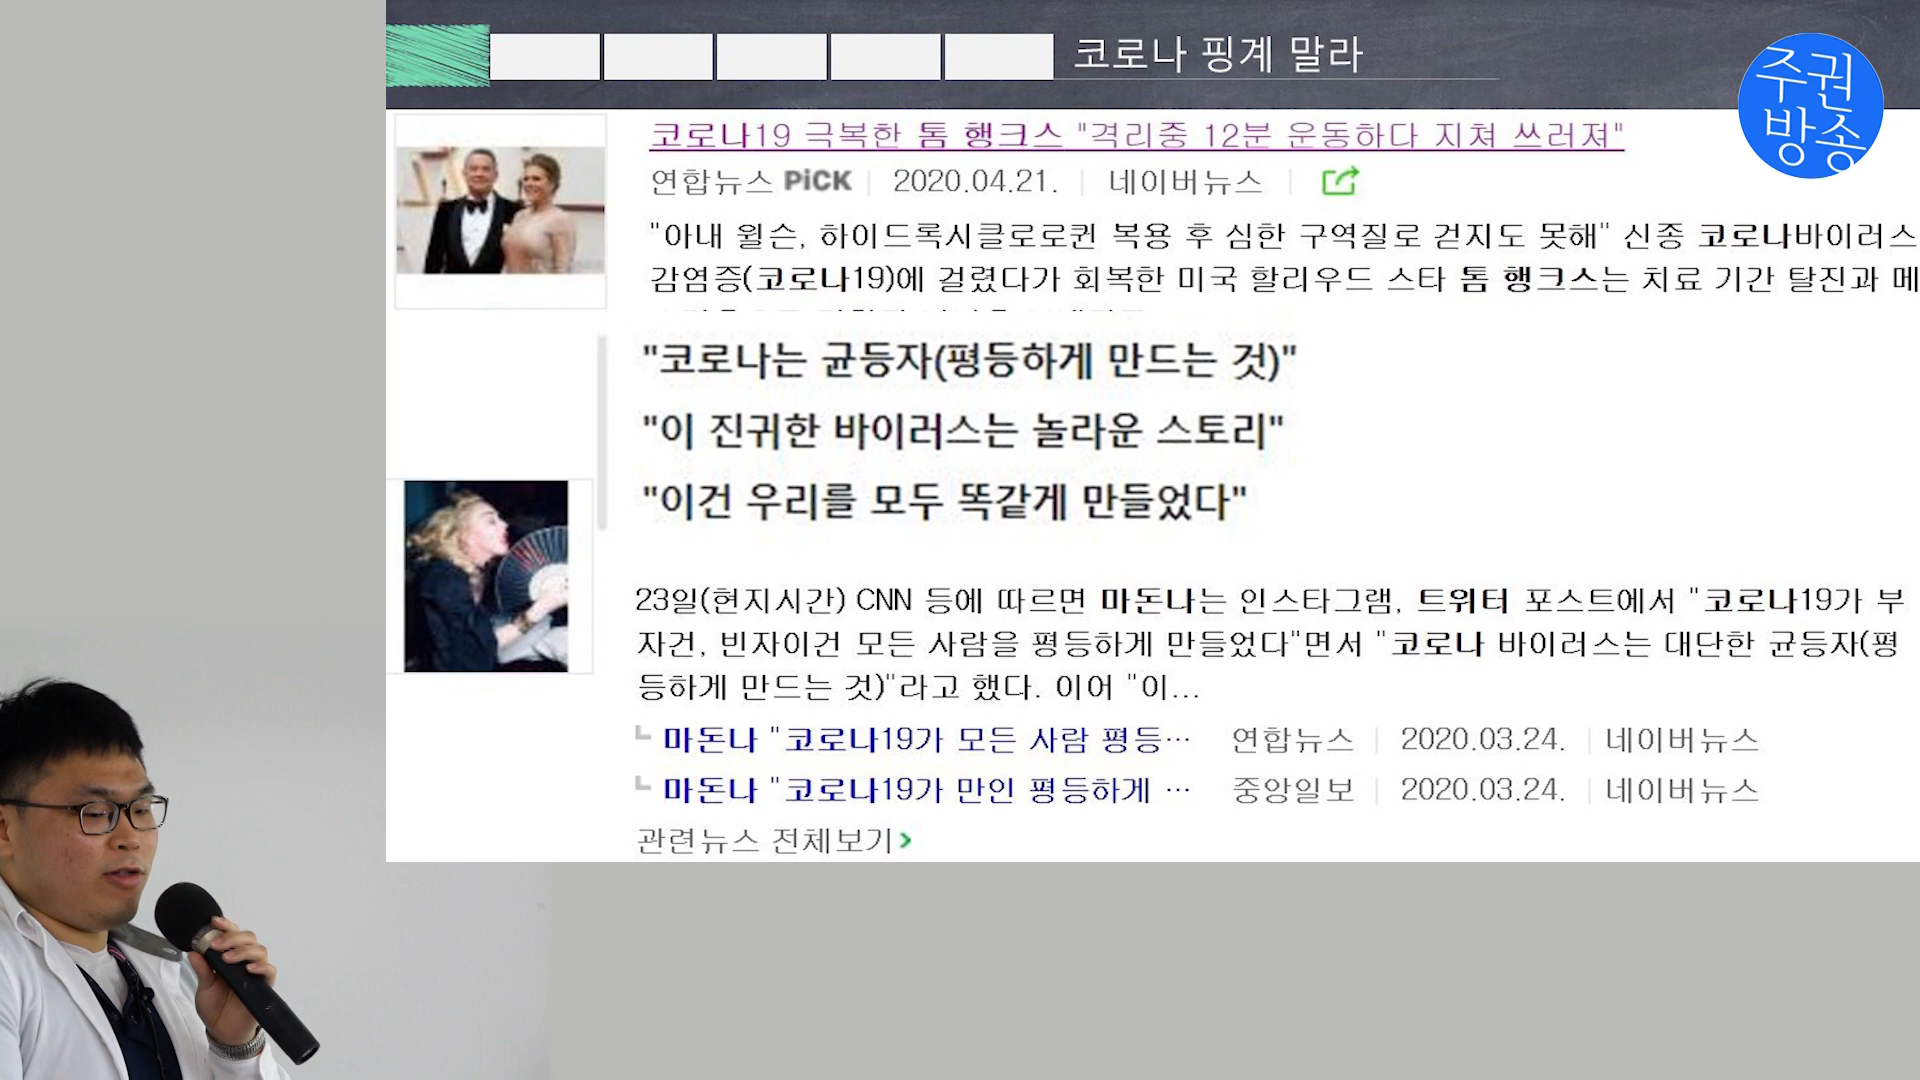 코로나 핑계 말라
주권
방송
코로나19 극복한 톰 행크스 "격리중 12분 운동하다 지쳐 쓰러져"
연합뉴스 PiCK 2020.04.21. 네이버뉴스
"아내 윌슨, 하이드록시클로로퀸 복용 후 심한 구역질로 걷지도 못해" 신종 코로나바이러스
감염증(코로나19)에 걸렸다가 회복한 미국 할리우드 스타 톰 행크스는 치료 기간 탈진과 메
"코로나는 균등자(평등하게 만드는 것)"
"이 진귀한 바이러스는 놀라운 스토리"
"이건 우리를 모두 똑같게 만들었다"
23일(현지시간) CNN 등에 따르면 마돈나는 인스타그램, 트위터 포스트에서 "코로나19가 부
자건, 빈자이건 모든 사람을 평등하게 만들었다"면서 "코로나 바이러스는 대단한 균등자(평
등하게 만드는 것)"라고 했다. 이어 "이...
마돈나 "코로나19가 모든 사람 평등… 연합뉴스 2020.03.24. 네이버뉴스
마돈나 "코로나19가 만인 평등하게 … 중앙일보 2020.03.24. 네이버뉴스
관련뉴스 전체보기